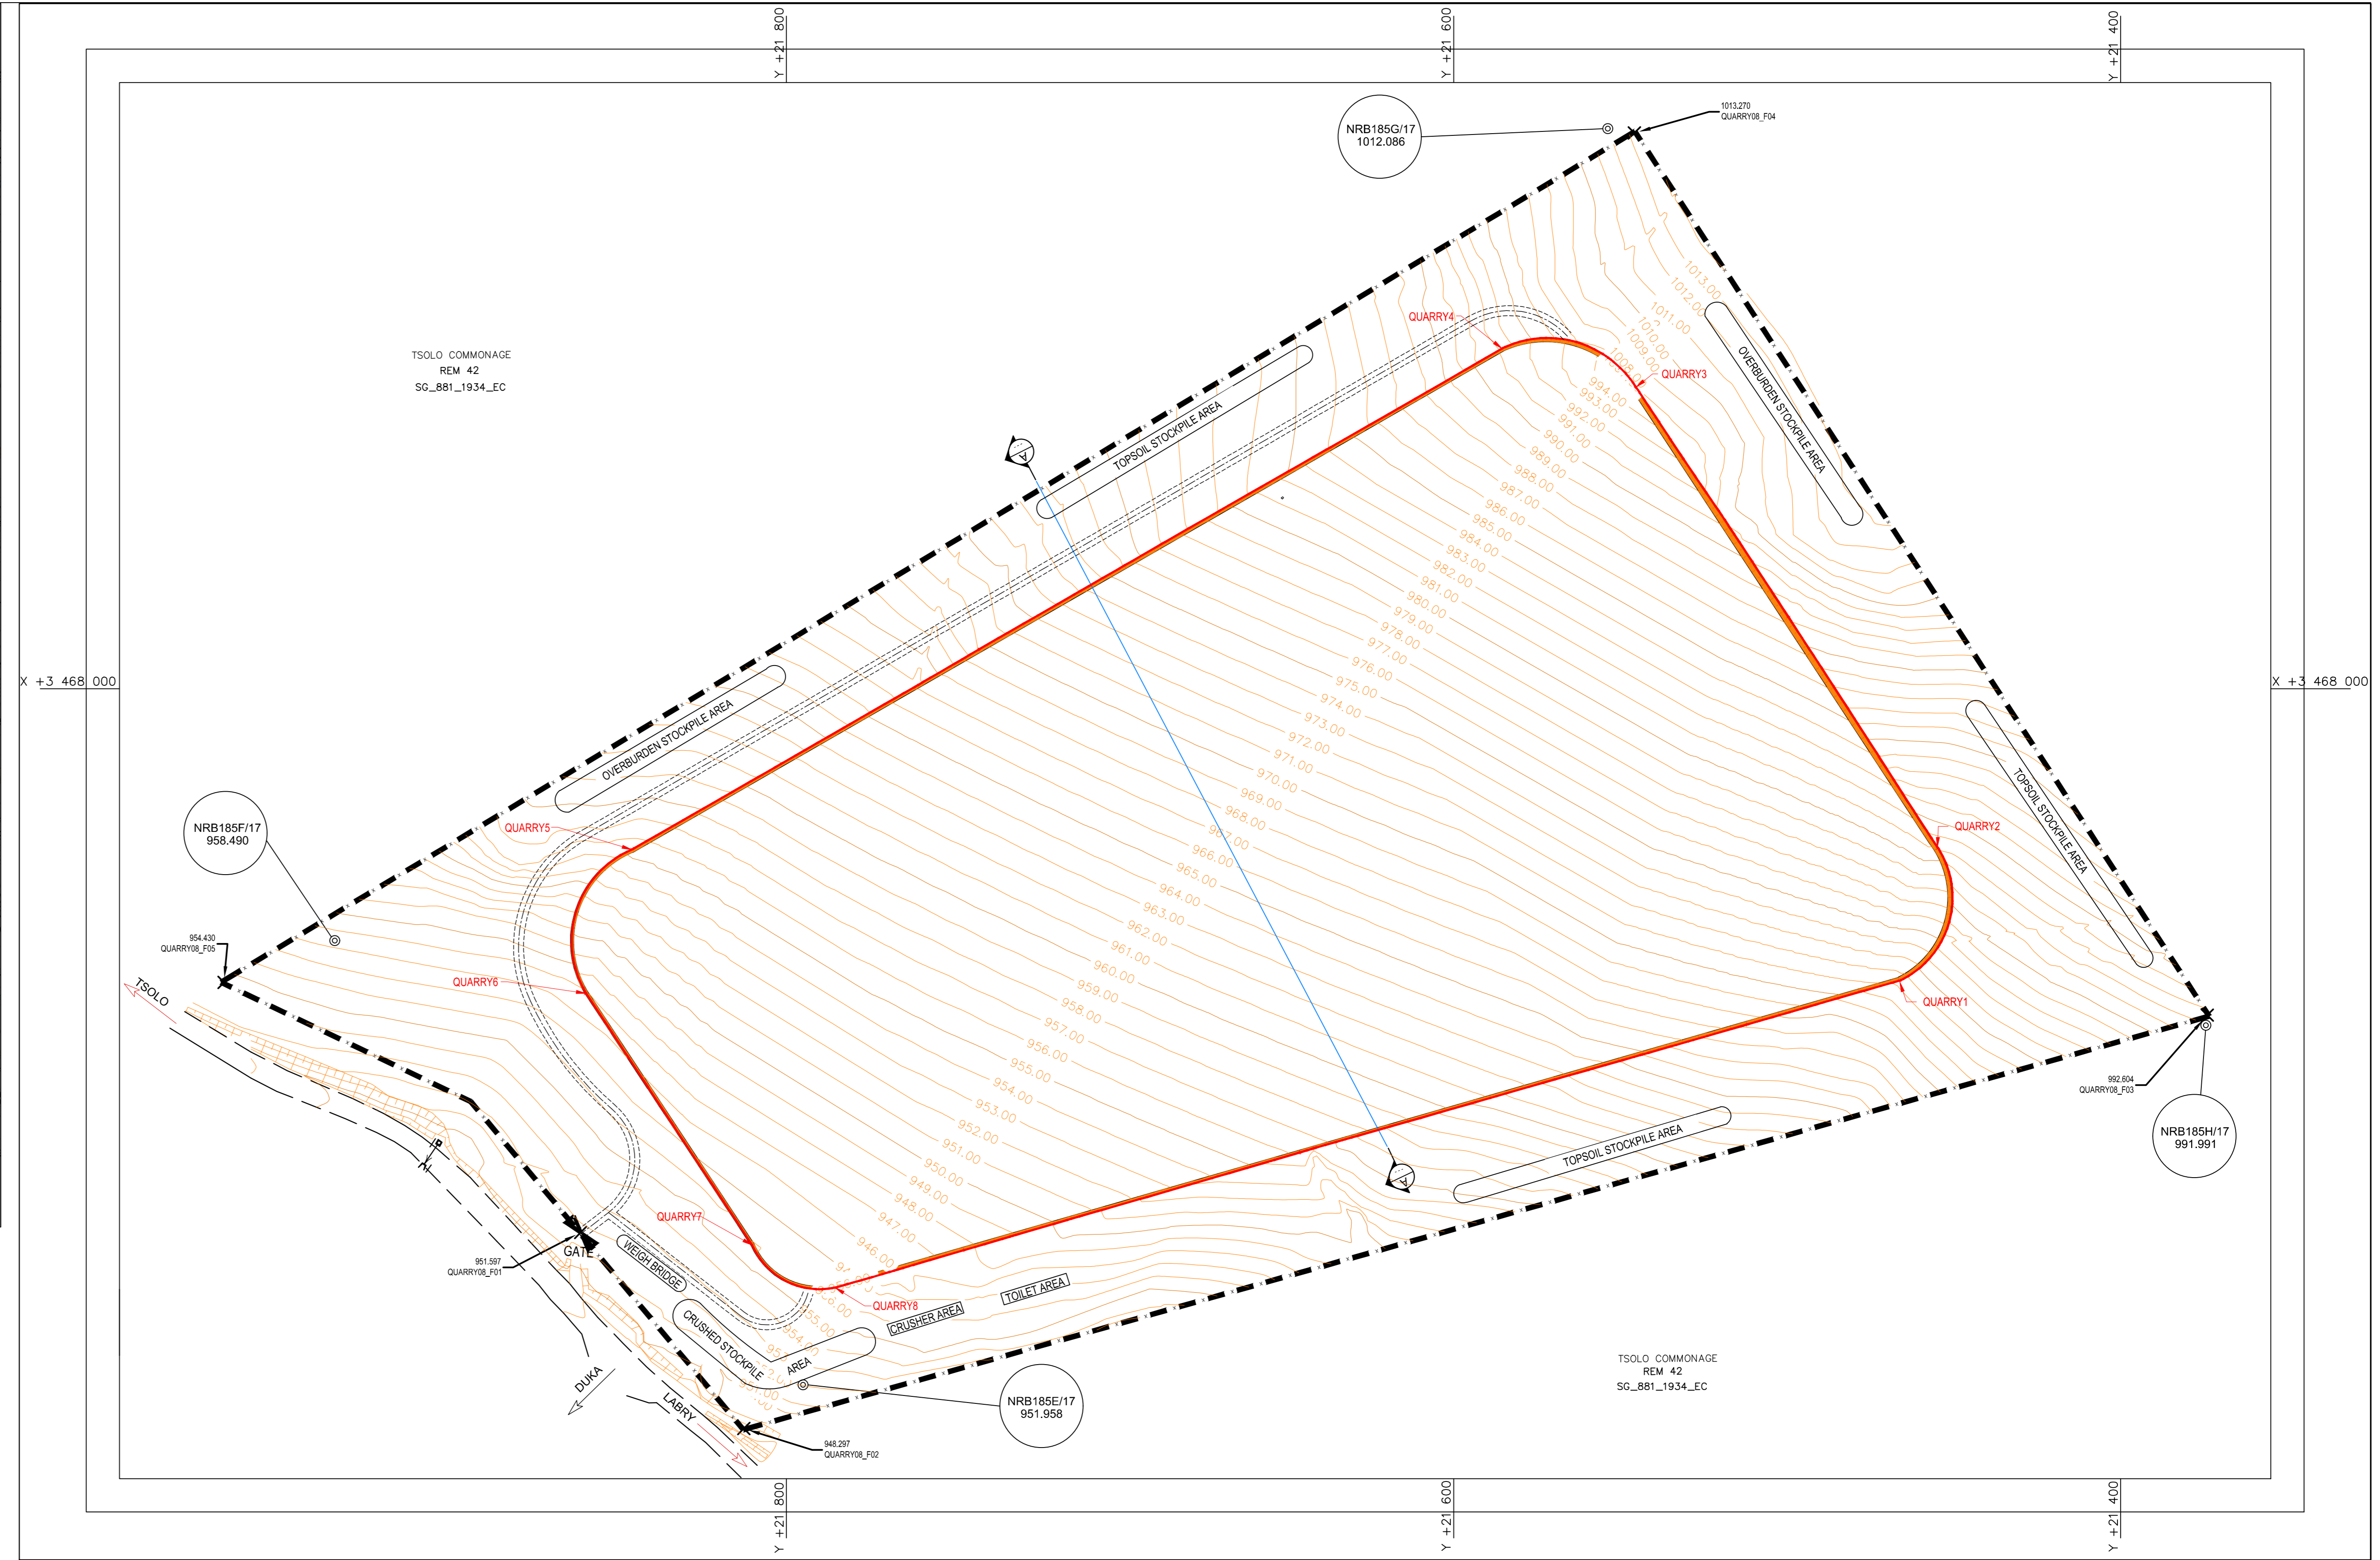 Y +21 800
Y +21 600
Y +21 400
NRB185G/17
1012.086
1013.270
QUARRY08_F04
TSOLO COMMONAGE
REM 42
SG_881_1934_EC
QUARRY4
QUARRY3
1013.00
1012.00
1011.00
1010.00
1009.00
1008.00
OVERBURDEN STOCKPILE AREA
TOPSOIL STOCKPILE AREA
A
994.00
993.00
992.00
991.00
990.00
989.00
988.00
987.00
986.00
985.00
984.00
983.00
982.00
981.00
980.00
979.00
978.00
977.00
976.00
975.00
974.00
973.00
972.00
971.00
970.00
969.00
968.00
967.00
966.00
965.00
964.00
963.00
962.00
961.00
960.00
959.00
958.00
957.00
956.00
955.00
954.00
953.00
952.00
951.00
950.00
949.00
948.00
947.00
946.00
X +3 468 000
X +3 468 000
OVERBURDEN STOCKPILE AREA
TOPSOIL STOCKPILE AREA
NRB185F/17
958.490
QUARRY5
QUARRY2
954.430
QUARRY08_F05
QUARRY6
QUARRY1
TSOLO
992.604
QUARRY08_F03
NRB185H/17
991.991
TOPSOIL STOCKPILE AREA
A
QUARRY7
GATE
WEIGH BRIDGE
951.597
QUARRY08_F01
QUARRY8
TOILET AREA
CRUSHER AREA
CRUSHED STOCKPILE AREA
954.00
DUKA
LABRY
NRB185E/17
951.958
948.297
QUARRY08_F02
TSOLO COMMONAGE
REM 42
SG_881_1934_EC
Y +21 800
Y +21 600
Y +21 400